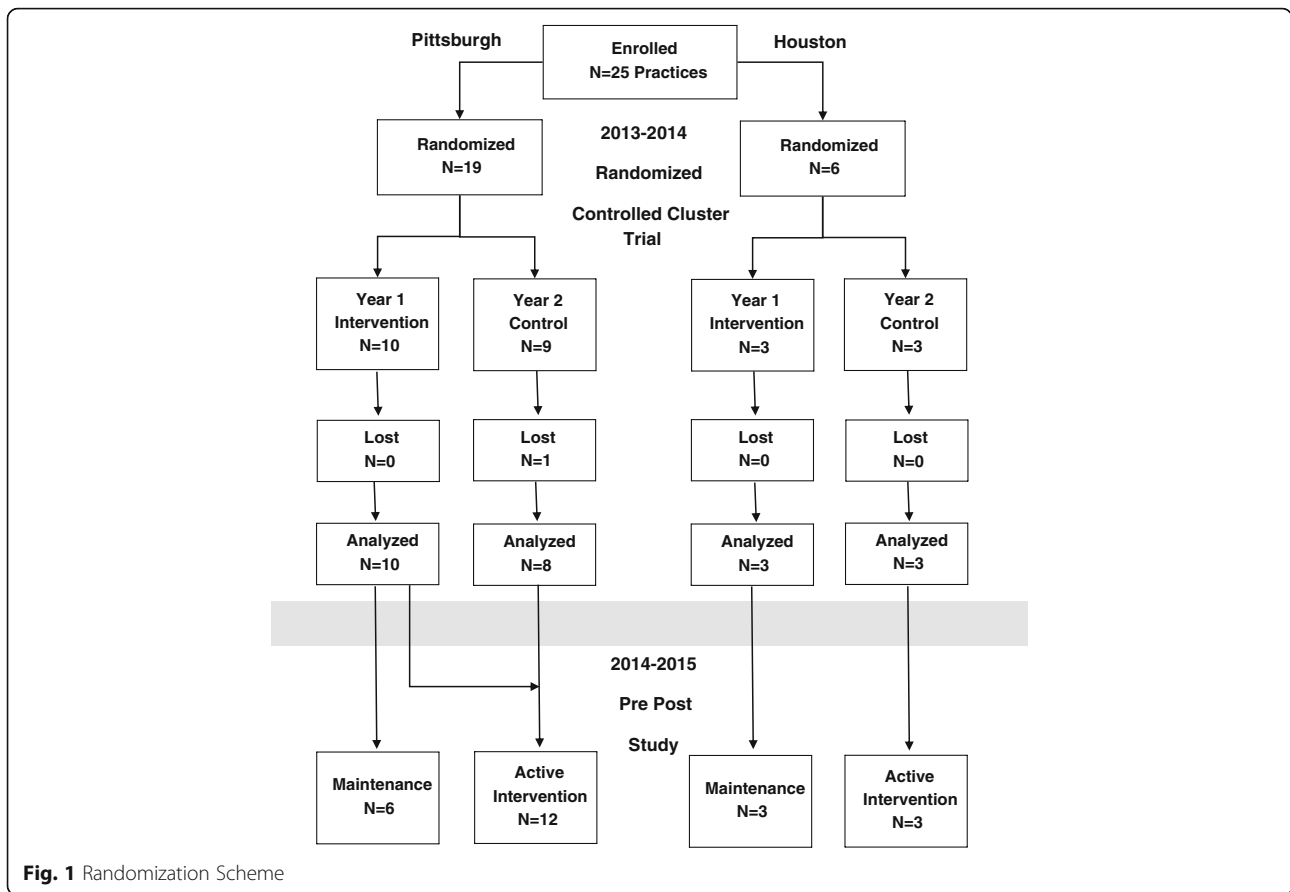 Pittsburgh
Enrolled
N=25 Practices
Houston
Randomized
N=19
2013-2014
Randomized
Controlled Cluster
Trial
Randomized
N=6
Year 1
Intervention
N=10
Year 2
Control
N=9
Year 1
Intervention
N=3
Year 2
Control
N=3
Lost
N=0
Lost
N=1
Lost
N=0
Lost
N=0
Analyzed
N=10
Analyzed
N=8
Analyzed
N=3
Analyzed
N=3
2014-2015
Pre Post
Study
Maintenance
N=6
Active
Intervention
N=12
Maintenance
N=3
Active
Intervention
N=3
Fig. 1 Randomization Scheme